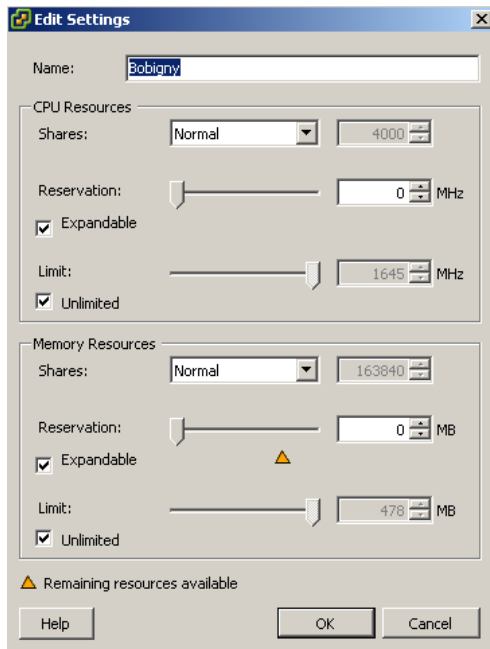 Edit Settings
Name: Bobigny
CPU Resources
Shares: Normal 4000
Reservation: 0 MHz
Expandable
Limit: 1645 MHz
Unlimited
Memory Resources
Shares: Normal 163840
Reservation: 0 MB
Expandable
Limit: 478 MB
Unlimited
Remaining resources available
Help OK Cancel